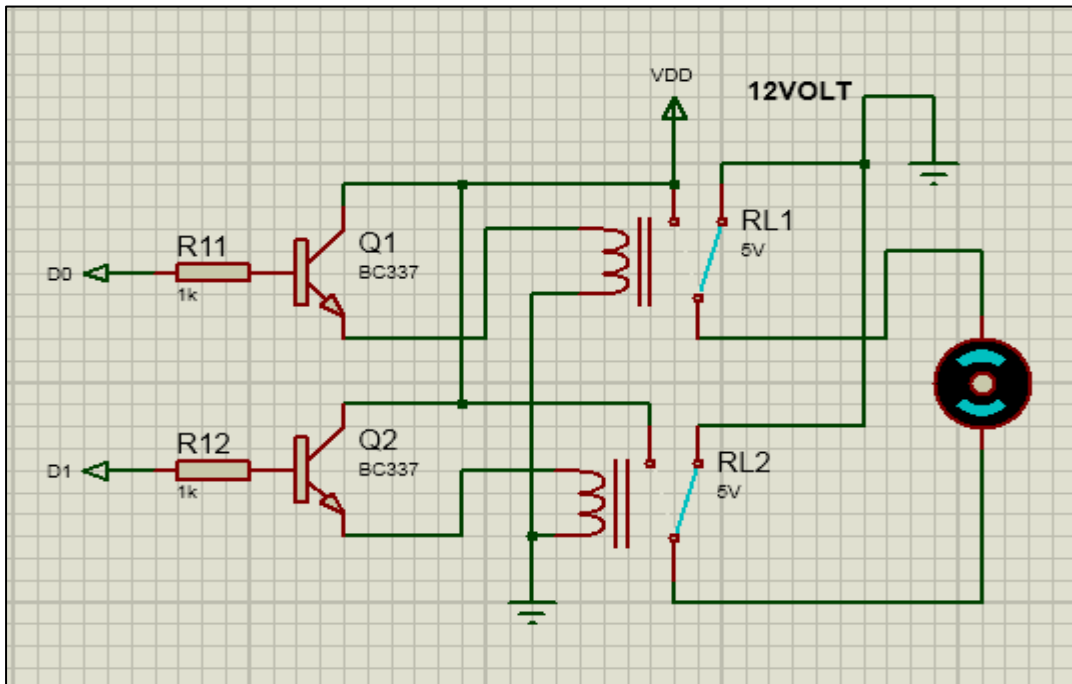 VDD
12VOLT
R11
1k
D0
Q1
BC337
RL1
5V
R12
1k
D1
Q2
BC337
RL2
5V